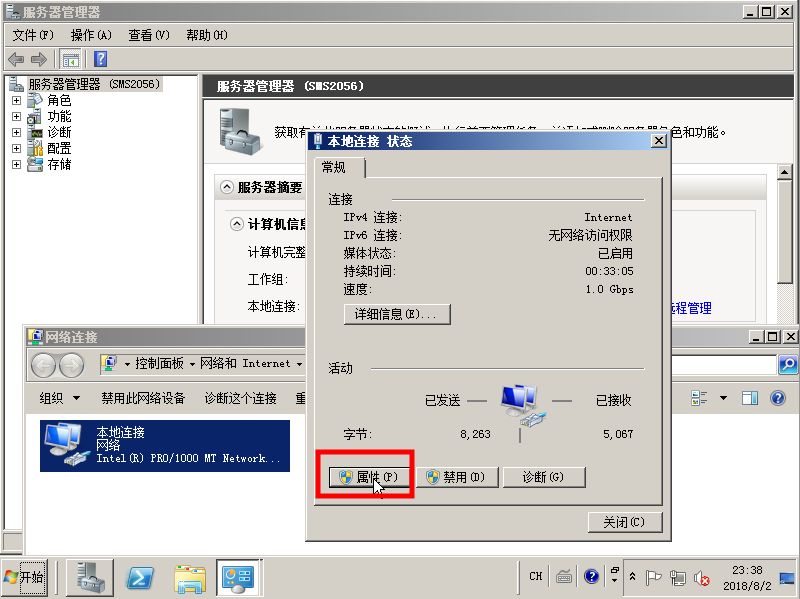 服务器管理器
文件(F) 操作(A) 查看(V) 帮助(H)
服务器管理器 (SMS2056)
角色
功能
诊断
配置
存储
服务器管理器 (SMS2056)
获取有
色和功能。
服务器摘要
计算机信息
计算机完整
工作组:
本地连接:
远程管理
本地连接 状态
常规
连接
IPv4 连接: Internet
IPv6 连接: 无网络访问权限
媒体状态: 已启用
持续时间: 00:33:05
速度: 1.0 Gbps
详细信息(E)...
活动
已发送 已接收
字节: 8,263 5,067
属性(P) 禁用(D) 诊断(G)
关闭(C)
网络连接
控制面板 网络和 Internet
组织 禁用此网络设备 诊断这个连接 重
本地连接
网络
Intel(R) PRO/1000 MT Network...
开始
CH
23:38
2018/8/2